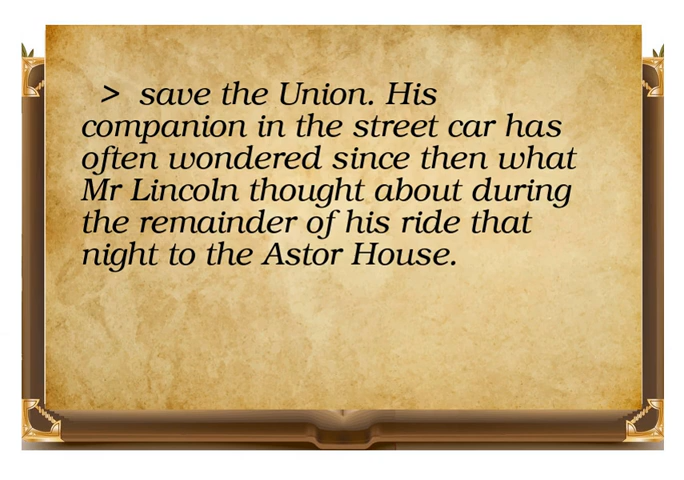 > save the Union. His
companion in the street car has
often wondered since then what
Mr Lincoln thought about during
the remainder of his ride that
night to the Astor House.